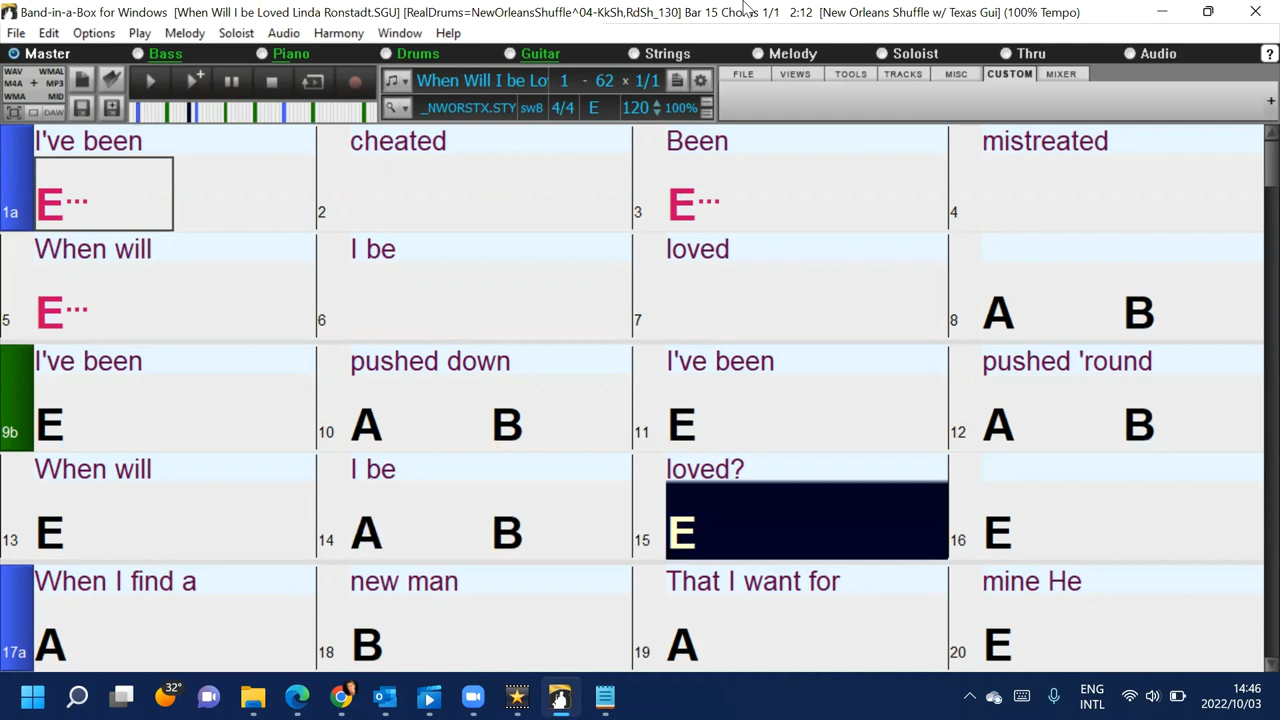 Band-in-a-Box for Windows [When Will I be Loved Linda Ronstadt.SGU] [RealDrums=NewOrleansShuffle^04-KkSh,RdSh_130] Bar 15 Chorus 1/1 2:12 [New Orleans Shuffle w/ Texas Gui] (100% Tempo)
File Edit Options Play Melody Soloist Audio Harmony Window Help
Master Bass Piano Drums Guitar Strings Melody Soloist Thru Audio ?
WAV WMAL
M4A + MP3
WMA MID
DAW
When Will I be Lo 1 - 62 x 1/1
_NWORSTX.STY sw8 4/4 E 120 100%
FILE VIEWS TOOLS TRACKS MISC CUSTOM MIXER
+
I've been cheated Been mistreated
1a E... 2 3 E... 4
When will I be loved
5 E... 6 7 8 A B
I've been pushed down I've been pushed 'round
9b E 10 A B 11 E 12 A B
When will I be loved?
13 E 14 A B 15 E 16 E
When I find a new man That I want for mine He
17a A 18 B 19 A 20 E
32°
ENG
INTL
14:46
2022/10/03